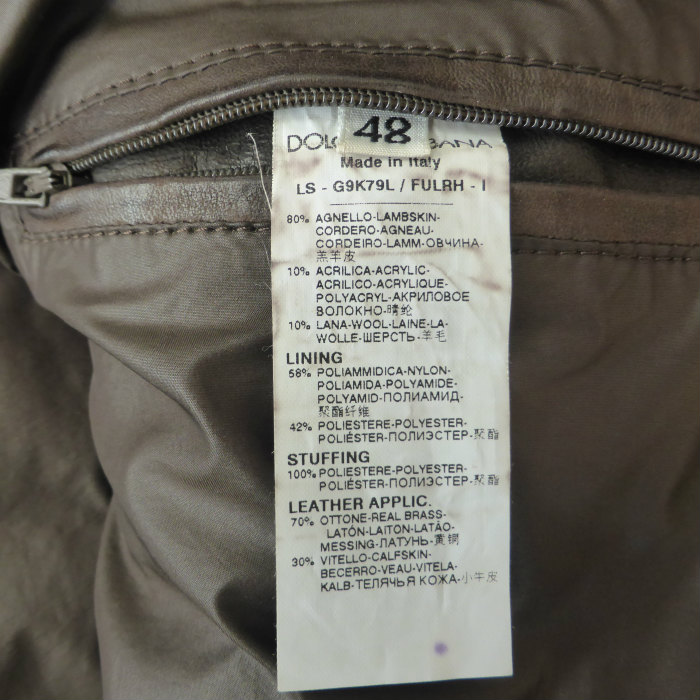 48
DOLC BANA
Made in Italy
LS - G9K79L / FULRH - I
80% AGNELLO-LAMBSKIN-
CORDERO-AGNEAU-
CORDEIRO-LAMM-ОВЧИНА-
羔羊皮
10% ACRILICA-ACRYLIC-
ACRILICO-ACRYLIQUE-
POLYACRYL-АКРИЛОВОЕ
ВОЛОКНО-腈纶
10% LANA-WOOL-LAINE-LA-
WOLLE-ШЕРСТЬ-羊毛
LINING
58% POLIAMMIDICA-NYLON-
POLIAMIDA-POLYAMIDE-
POLYAMID-ПОЛИАМИД-
聚酯纤维
42% POLIESTERE-POLYESTER-
POLIÉSTER-ПОЛИЭСТЕР-聚酯
STUFFING
100% POLIESTERE-POLYESTER-
POLIÉSTER-ПОЛИЭСТЕР-聚酯
LEATHER APPLIC.
70% OTTONE-REAL BRASS-
LATÓN-LAITON-LATÃO-
MESSING-ЛАТУНЬ-黄铜
30% VITELLO-CALFSKIN-
BECERRO-VEAU-VITELA-
KALB-ТЕЛЯЧЬЯ КОЖА-小牛皮